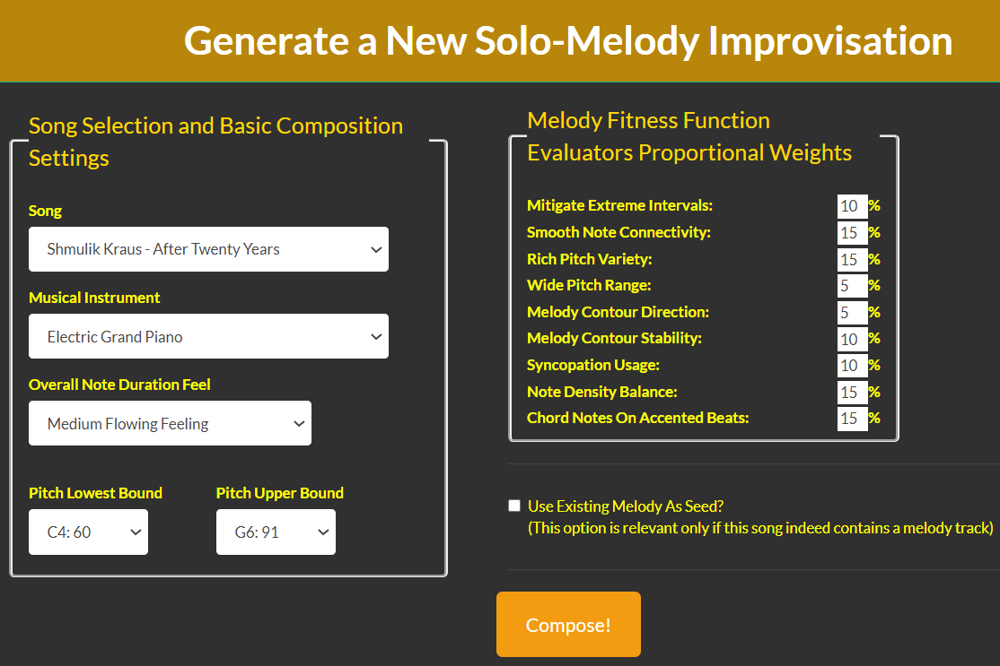 Generate a New Solo-Melody Improvisation
Song Selection and Basic Composition
Settings
Song
Shmulik Kraus - After Twenty Years
Musical Instrument
Electric Grand Piano
Overall Note Duration Feel
Medium Flowing Feeling
Pitch Lowest Bound
C4: 60
Pitch Upper Bound
G6: 91
Melody Fitness Function
Evaluators Proportional Weights
Mitigate Extreme Intervals: 10 %
Smooth Note Connectivity: 15 %
Rich Pitch Variety: 15 %
Wide Pitch Range: 5 %
Melody Contour Direction: 5 %
Melody Contour Stability: 10 %
Syncopation Usage: 10 %
Note Density Balance: 15 %
Chord Notes On Accented Beats: 15 %
Use Existing Melody As Seed?
(This option is relevant only if this song indeed contains a melody track)
Compose!